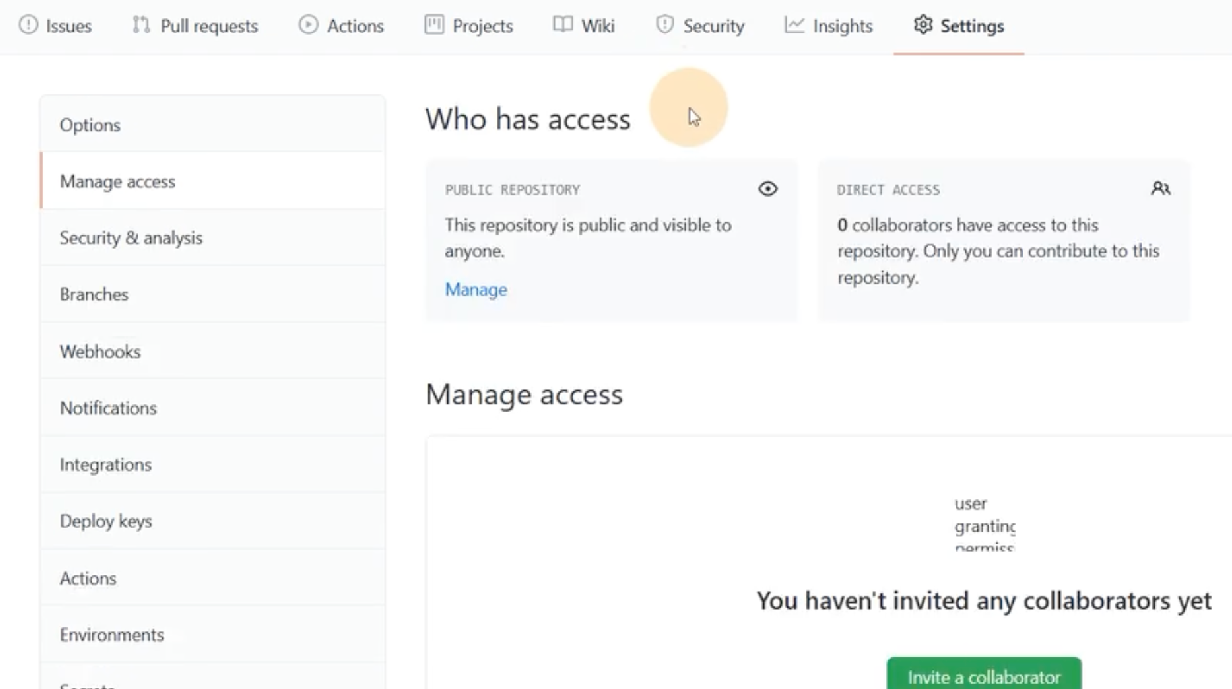 Issues Pull requests Actions Projects Wiki Security Insights Settings
Options
Manage access
Security & analysis
Branches
Webhooks
Notifications
Integrations
Deploy keys
Actions
Environments
Secrets
Who has access
PUBLIC REPOSITORY
This repository is public and visible to
anyone.
Manage
DIRECT ACCESS
0 collaborators have access to this
repository. Only you can contribute to this
repository.
Manage access
user
granting
permiss
You haven't invited any collaborators yet
Invite a collaborator